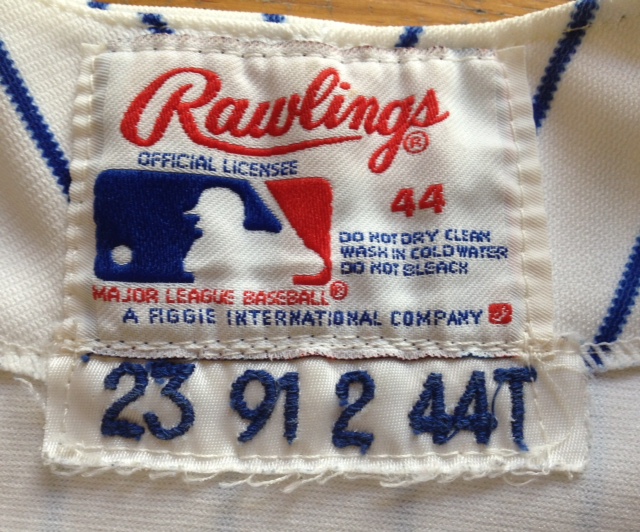 Rawlings®
OFFICIAL LICENSEE
44
DO NOT DRY CLEAN
WASH IN COLD WATER
DO NOT BLEACH
MAJOR LEAGUE BASEBALL®
A FIGGIE INTERNATIONAL COMPANY
23 91 2 44T